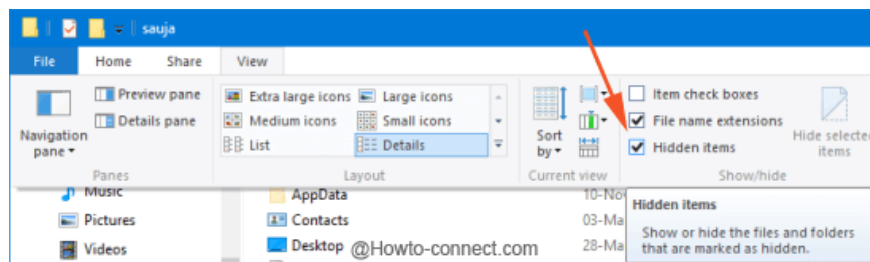 sauja
File Home Share View
Preview pane Extra large icons Large icons Item check boxes
Details pane Medium icons Small icons File name extensions
Navigation pane List Details Sort by Hidden items Hide selected items
Panes Layout Current view Show/hide
Music AppData
Pictures Contacts 03-Ma
Videos Desktop 28-Ma
@Howto-connect.com
10-Nov
Hidden items
Show or hide the files and folders
that are marked as hidden.